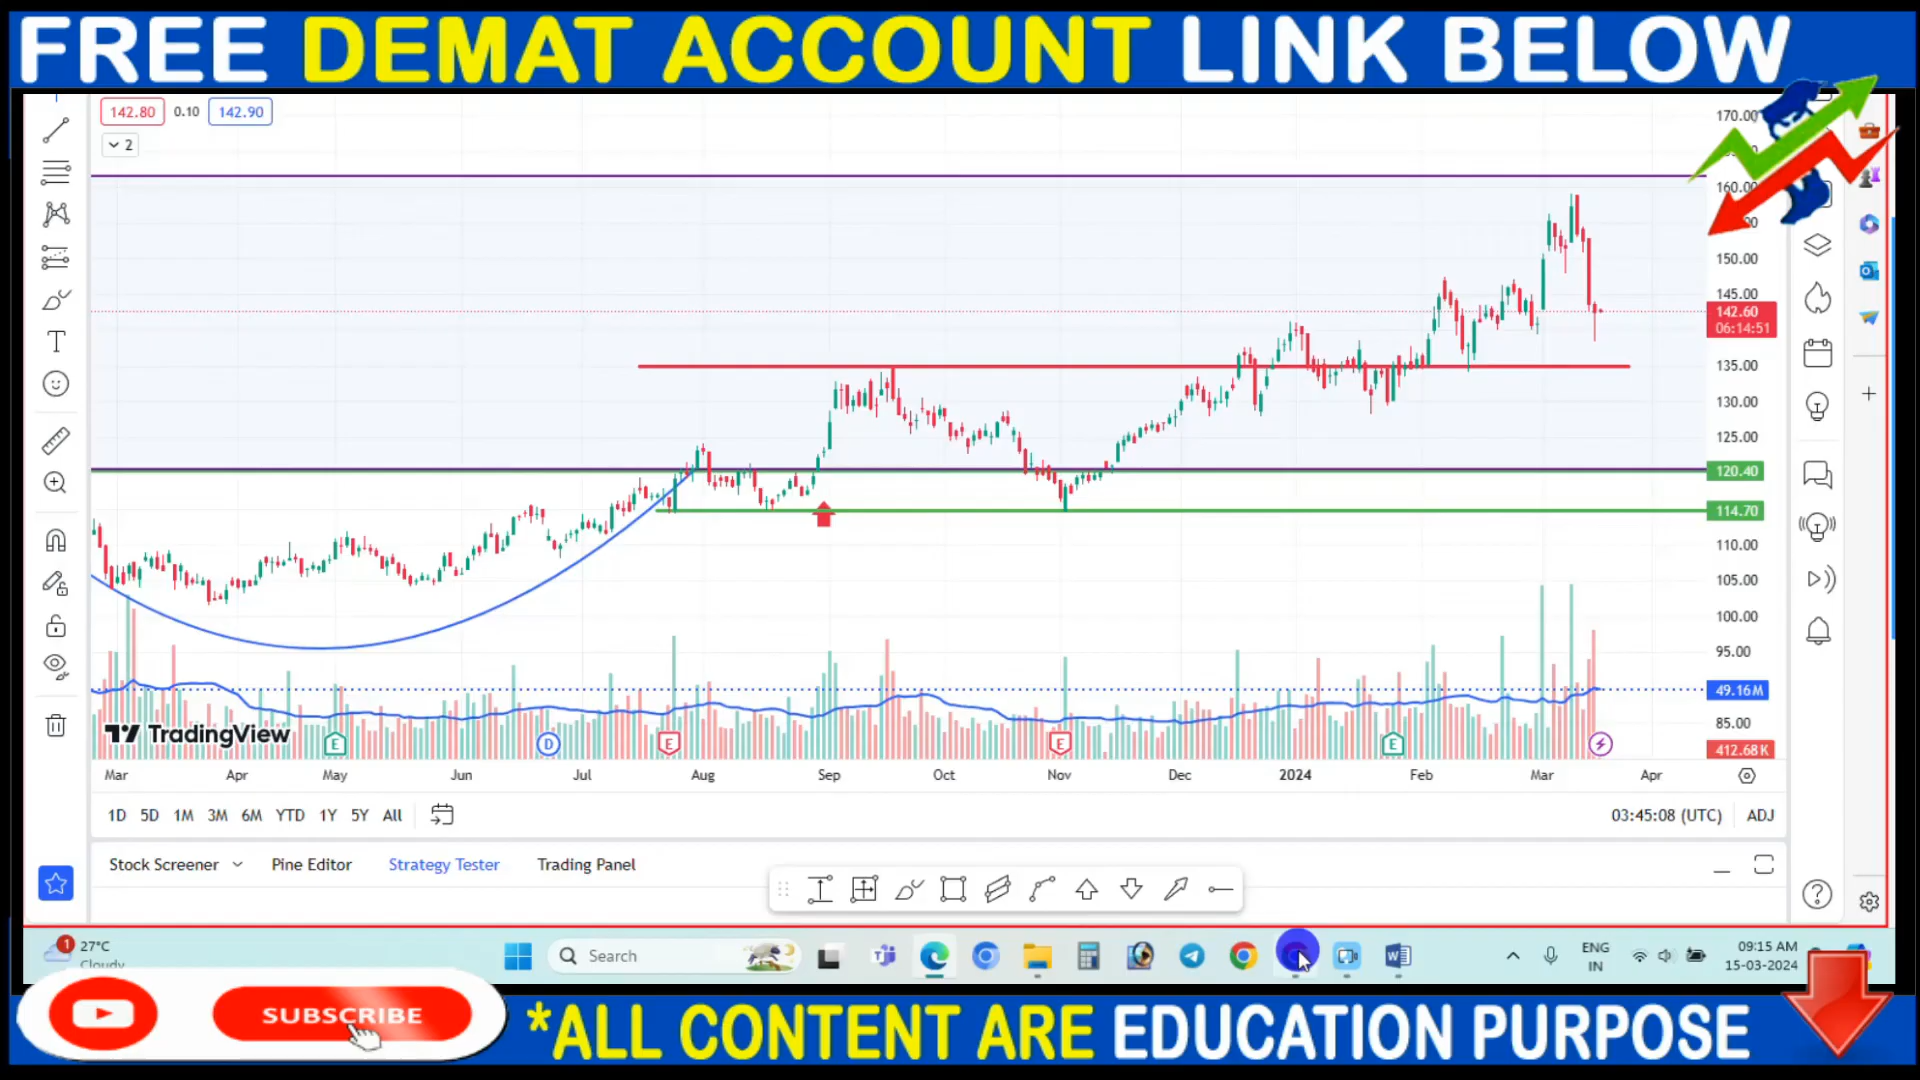 FREE DEMAT ACCOUNT LINK BELOW
142.80 0.10 142.90
2
170.00
160.00
150.00
145.00
142.60
06:14:51
135.00
130.00
125.00
120.40
114.70
110.00
105.00
100.00
95.00
49.16M
85.00
412.68K
TradingView
E D E E E
Mar Apr May Jun Jul Aug Sep Oct Nov Dec 2024 Feb Mar Apr
1D 5D 1M 3M 6M YTD 1Y 5Y All 03:45:08 (UTC) ADJ
Stock Screener Pine Editor Strategy Tester Trading Panel
1 27°C
Cloudy
Search
ENG
IN
09:15 AM
15-03-2024
SUBSCRIBE
*ALL CONTENT ARE EDUCATION PURPOSE